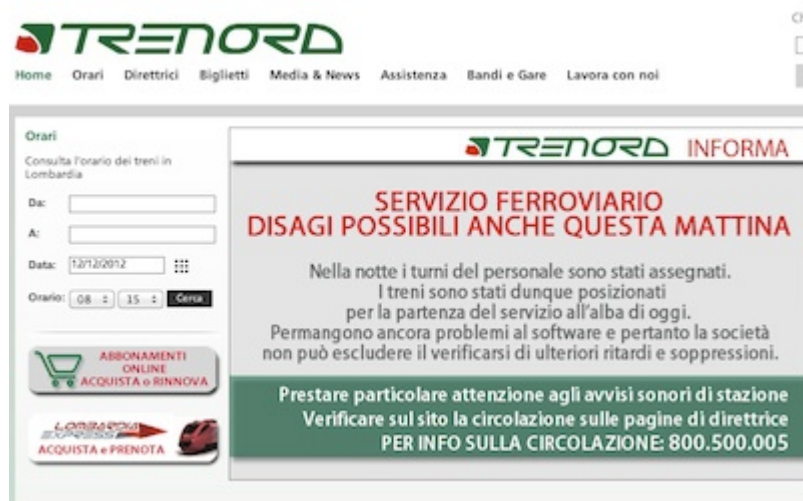 TRENORD
Home Orari Direttrici Biglietti Media & News Assistenza Bandi e Gare Lavora con noi
Orari
Consulta l'orario dei treni in
Lombardia
Da:
A:
Data: 12/12/2012
Orario: 08 15 Cerca
ABBONAMENTI
ONLINE
ACQUISTA o RINNOVA
LOMBARDIA
EXPRESS
ACQUISTA e PRENOTA
TRENORD INFORMA
SERVIZIO FERROVIARIO
DISAGI POSSIBILI ANCHE QUESTA MATTINA
Nella notte i turni del personale sono stati assegnati.
I treni sono stati dunque posizionati
per la partenza del servizio all'alba di oggi.
Permangono ancora problemi al software e pertanto la società
non può escludere il verificarsi di ulteriori ritardi e soppressioni.
Prestare particolare attenzione agli avvisi sonori di stazione
Verificare sul sito la circolazione sulle pagine di direttrice
PER INFO SULLA CIRCOLAZIONE: 800.500.005